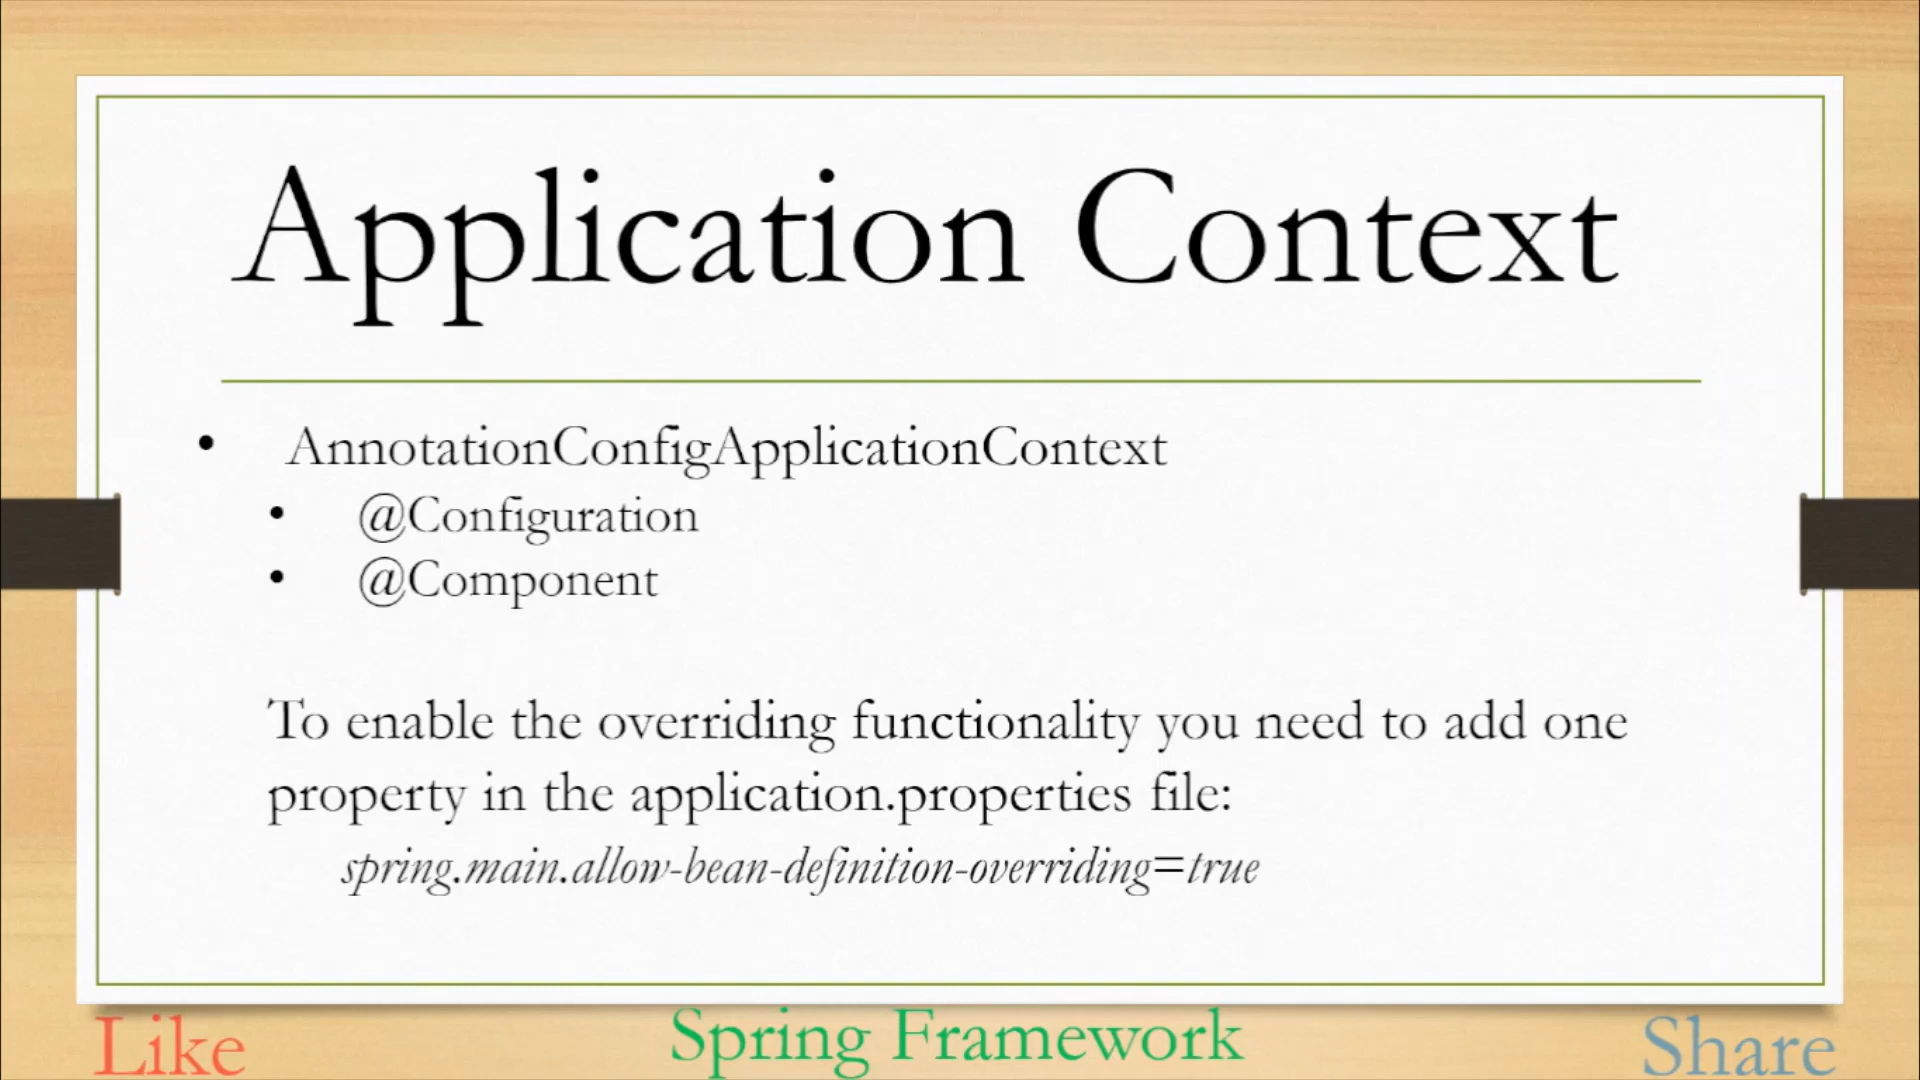 Application Context
• AnnotationConfigApplicationContext
• @Configuration
• @Component
To enable the overriding functionality you need to add one
property in the application.properties file:
spring.main.allow-bean-definition-overriding=true
Like
Spring Framework
Share